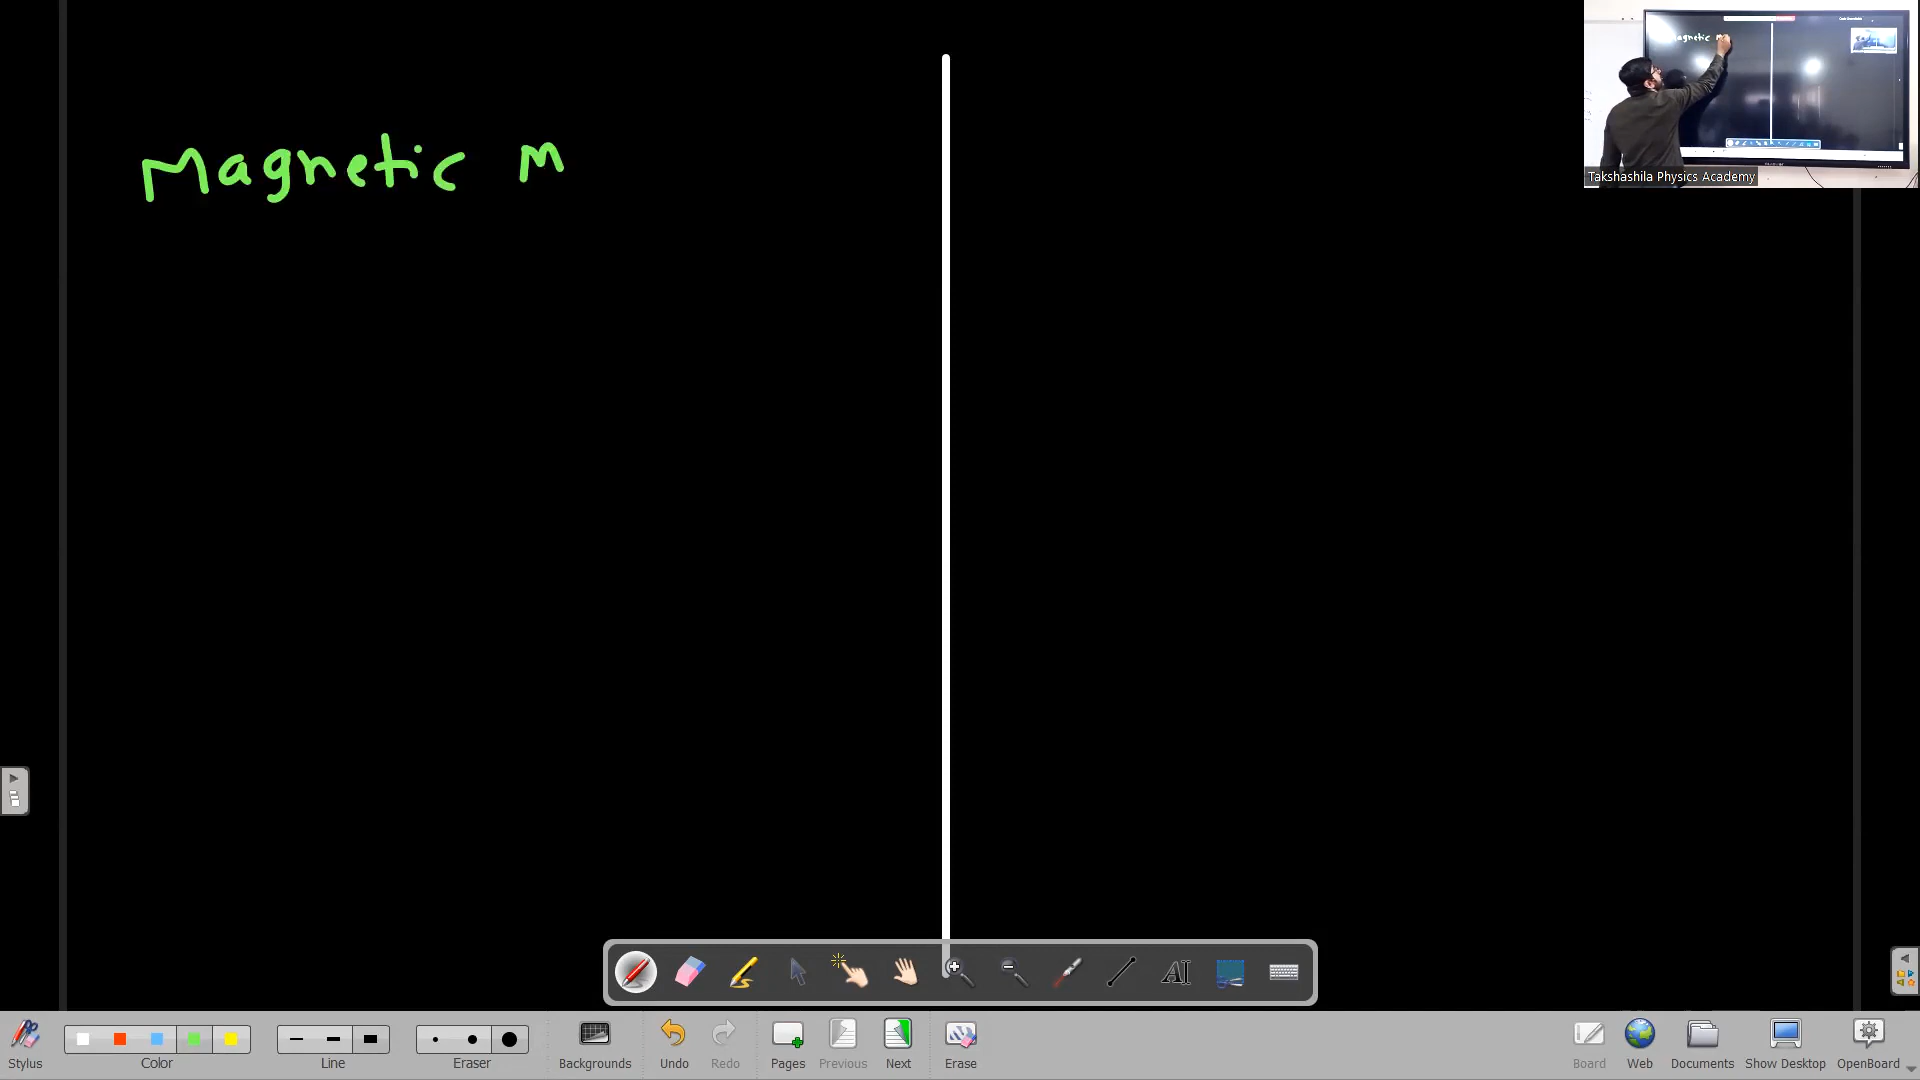 Magnetic M
Takshashila Physics Academy
Stylus
Color
Line
Eraser
Backgrounds
Undo
Redo
Pages
Previous
Next
Erase
Board
Web
Documents
Show Desktop
OpenBoard